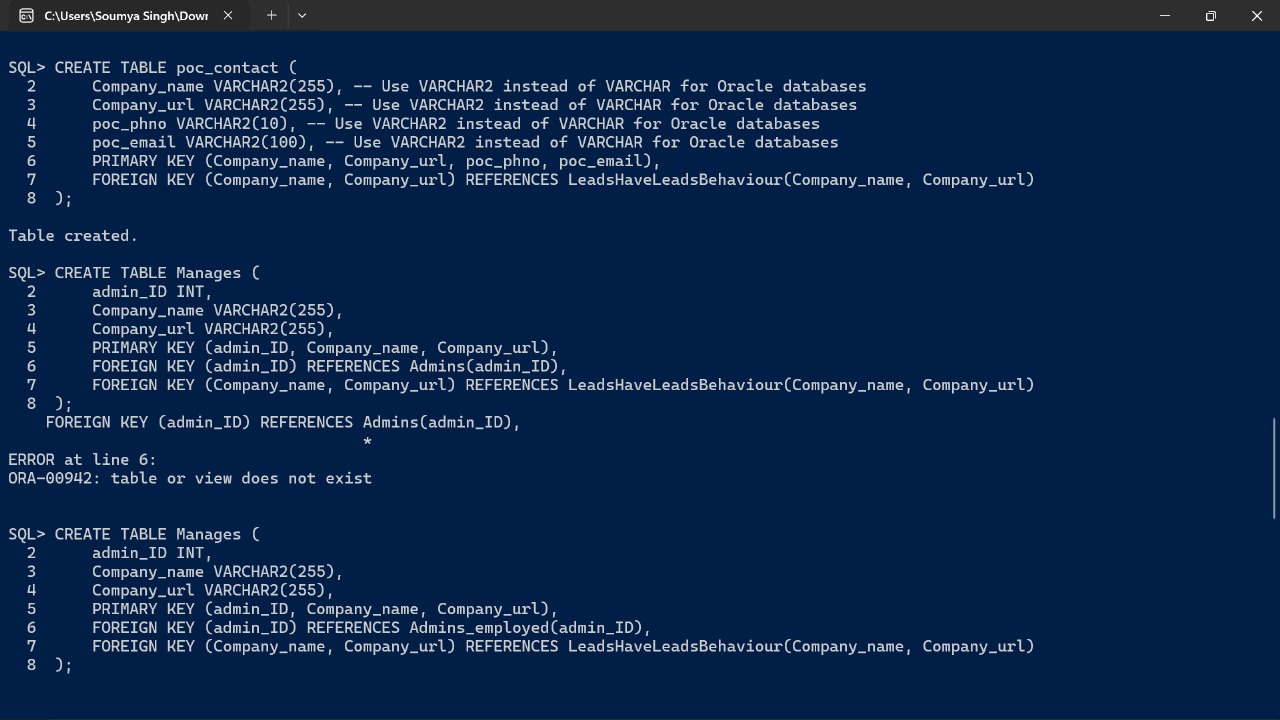 C:\Users\Soumya Singh\Dowr
SQL> CREATE TABLE poc_contact (
  2      Company_name VARCHAR2(255), -- Use VARCHAR2 instead of VARCHAR for Oracle databases
  3      Company_url VARCHAR2(255), -- Use VARCHAR2 instead of VARCHAR for Oracle databases
  4      poc_phno VARCHAR2(10), -- Use VARCHAR2 instead of VARCHAR for Oracle databases
  5      poc_email VARCHAR2(100), -- Use VARCHAR2 instead of VARCHAR for Oracle databases
  6      PRIMARY KEY (Company_name, Company_url, poc_phno, poc_email),
  7      FOREIGN KEY (Company_name, Company_url) REFERENCES LeadsHaveLeadsBehaviour(Company_name, Company_url)
  8  );
Table created.
SQL> CREATE TABLE Manages (
  2      admin_ID INT,
  3      Company_name VARCHAR2(255),
  4      Company_url VARCHAR2(255),
  5      PRIMARY KEY (admin_ID, Company_name, Company_url),
  6      FOREIGN KEY (admin_ID) REFERENCES Admins(admin_ID),
  7      FOREIGN KEY (Company_name, Company_url) REFERENCES LeadsHaveLeadsBehaviour(Company_name, Company_url)
  8  );
    FOREIGN KEY (admin_ID) REFERENCES Admins(admin_ID),
                                      *
ERROR at line 6:
ORA-00942: table or view does not exist
SQL> CREATE TABLE Manages (
  2      admin_ID INT,
  3      Company_name VARCHAR2(255),
  4      Company_url VARCHAR2(255),
  5      PRIMARY KEY (admin_ID, Company_name, Company_url),
  6      FOREIGN KEY (admin_ID) REFERENCES Admins_employed(admin_ID),
  7      FOREIGN KEY (Company_name, Company_url) REFERENCES LeadsHaveLeadsBehaviour(Company_name, Company_url)
  8  );